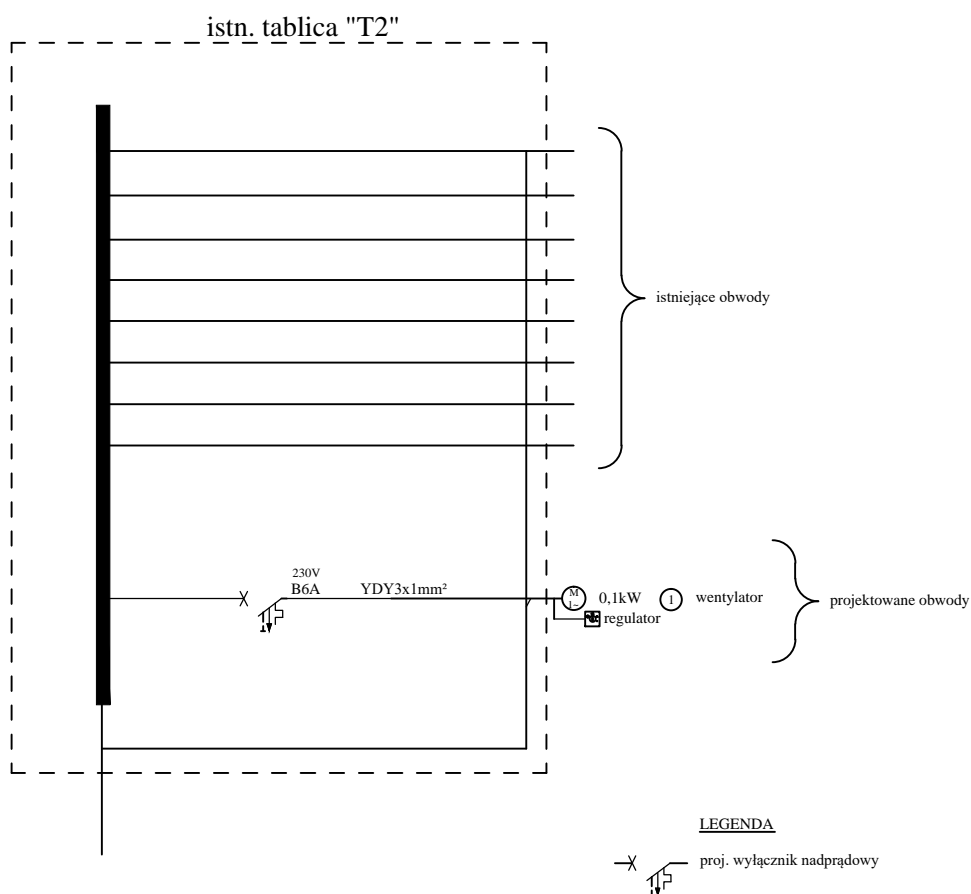 istn. tablica "T2"
istniejące obwody
230V
B6A
YDY3x1mm²
M
1~
0,1kW
1
wentylator
regulator
projektowane obwody
LEGENDA
proj. wyłącznik nadprądowy